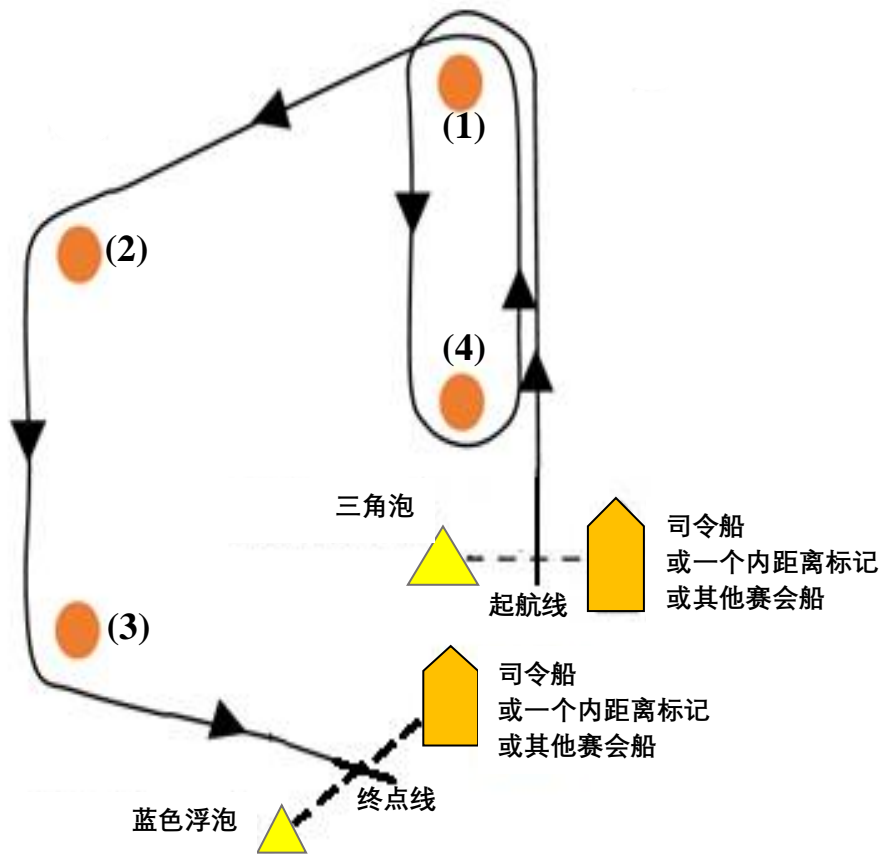 (1)
(2)
(4)
三角泡
司令船
或一个内距离标记
或其他赛会船
起航线
(3)
司令船
或一个内距离标记
或其他赛会船
终点线
蓝色浮泡